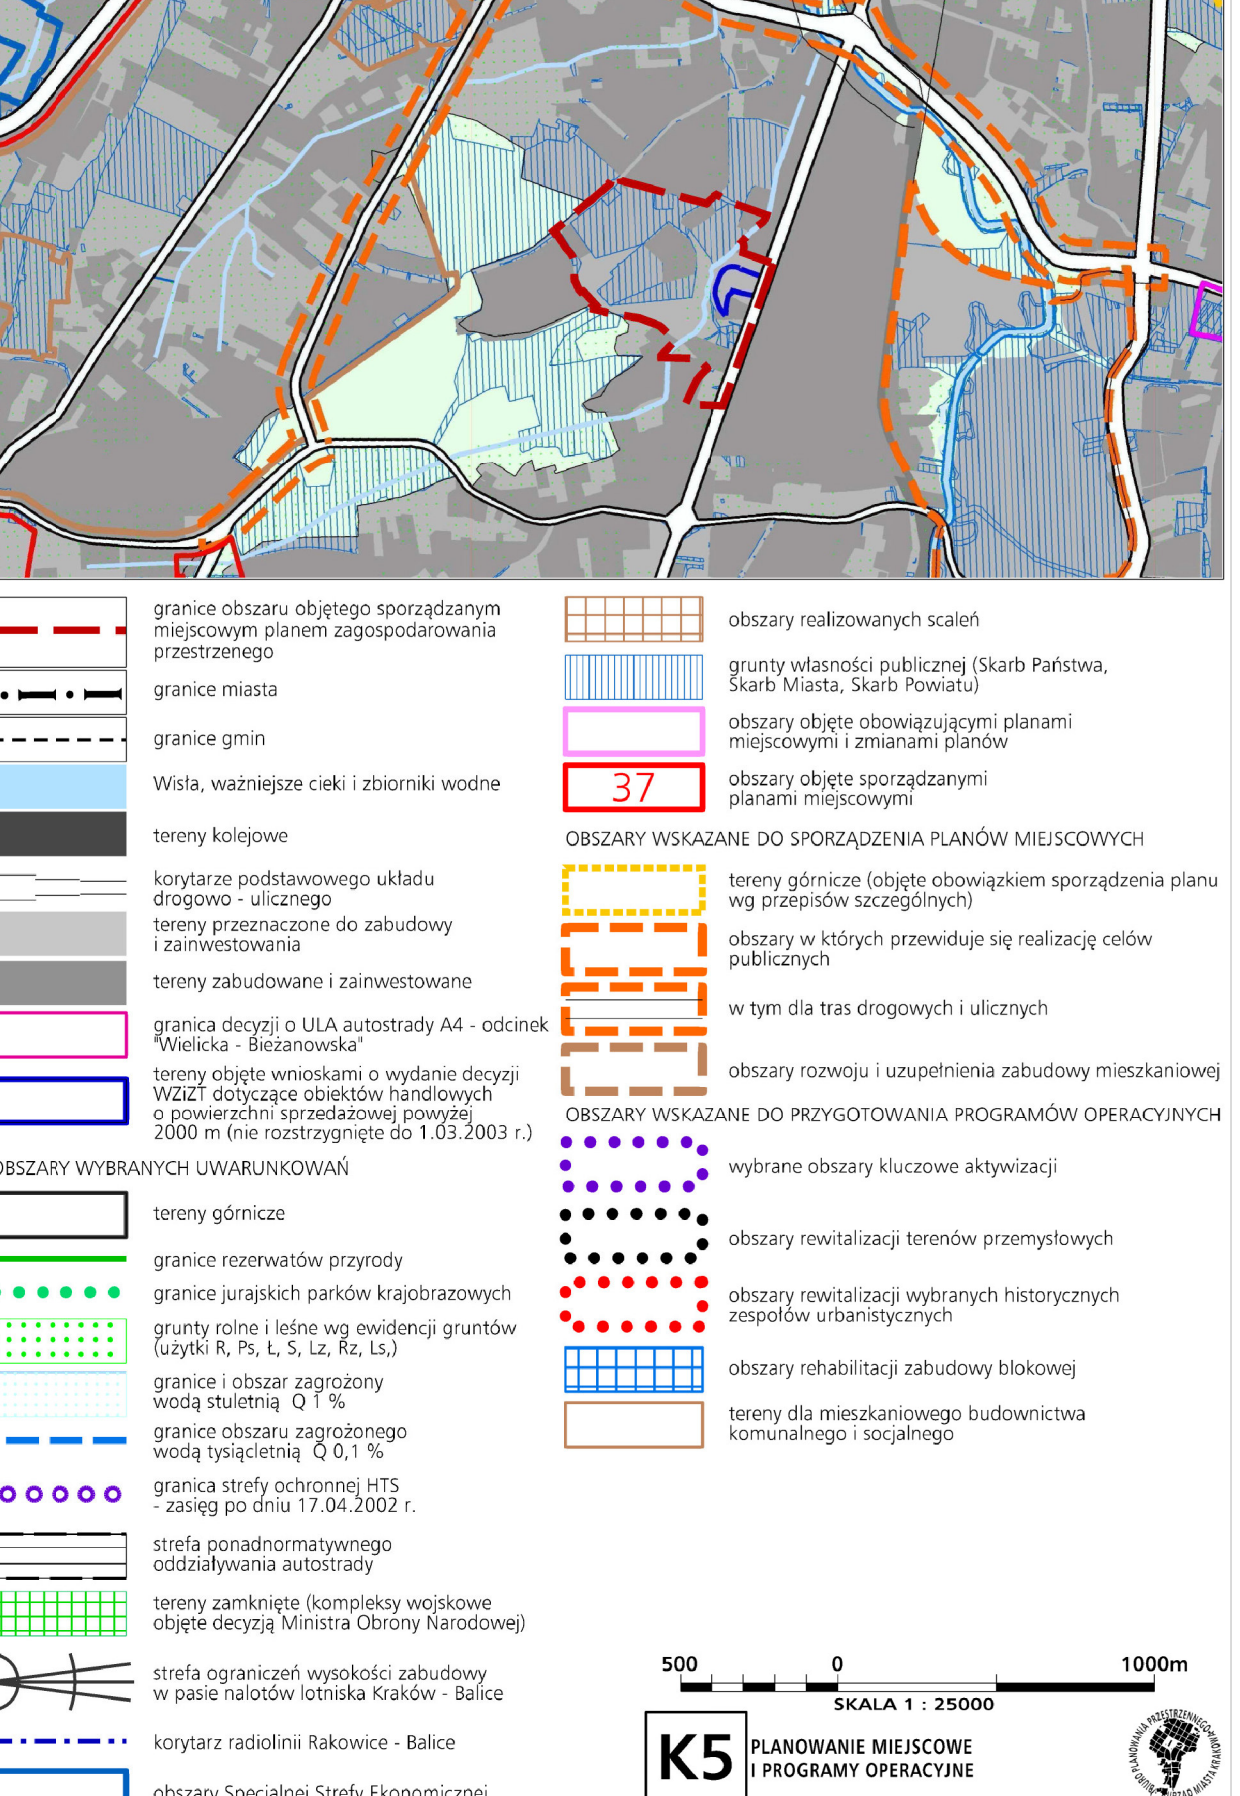 granice obszaru objętego sporządzanym
miejscowym planem zagospodarowania
przestrzenego
granice miasta
granice gmin
Wisła, ważniejsze cieki i zbiorniki wodne
tereny kolejowe
korytarze podstawowego układu
drogowo - ulicznego
tereny przeznaczone do zabudowy
i zainwestowania
tereny zabudowane i zainwestowane
granica decyzji o ULA autostrady A4 - odcinek
"Wielicka - Bieżanowska"
tereny objęte wnioskami o wydanie decyzji
WZiZT dotyczące obiektów handlowych
o powierzchni sprzedażowej powyżej
2000 m (nie rozstrzygnięte do 1.03.2003 r.)
OBSZARY WYBRANYCH UWARUNKOWAŃ
tereny górnicze
granice rezerwatów przyrody
granice jurajskich parków krajobrazowych
grunty rolne i leśne wg ewidencji gruntów
(użytki R, Ps, Ł, S, Lz, Rz, Ls,)
granice i obszar zagrożony
wodą stuletnią Q 1 %
granice obszaru zagrożonego
wodą tysiącletnią Q 0,1 %
granica strefy ochronnej HTS
- zasięg po dniu 17.04.2002 r.
strefa ponadnormatywnego
oddziaływania autostrady
tereny zamknięte (kompleksy wojskowe
objęte decyzją Ministra Obrony Narodowej)
strefa ograniczeń wysokości zabudowy
w pasie nalotów lotniska Kraków - Balice
korytarz radiolinii Rakowice - Balice
obszary Specjalnej Strefy Ekonomicznej
obszary realizowanych scaleń
grunty własności publicznej (Skarb Państwa,
Skarb Miasta, Skarb Powiatu)
obszary objęte obowiązującymi planami
miejscowymi i zmianami planów
37
obszary objęte sporządzanymi
planami miejscowymi
OBSZARY WSKAZANE DO SPORZĄDZENIA PLANÓW MIEJSCOWYCH
tereny górnicze (objęte obowiązkiem sporządzenia planu
wg przepisów szczególnych)
obszary w których przewiduje się realizację celów
publicznych
w tym dla tras drogowych i ulicznych
obszary rozwoju i uzupełnienia zabudowy mieszkaniowej
OBSZARY WSKAZANE DO PRZYGOTOWANIA PROGRAMÓW OPERACYJNYCH
wybrane obszary kluczowe aktywizacji
obszary rewitalizacji terenów przemysłowych
obszary rewitalizacji wybranych historycznych
zespołów urbanistycznych
obszary rehabilitacji zabudowy blokowej
tereny dla mieszkaniowego budownictwa
komunalnego i socjalnego
500 0 1000m
SKALA 1 : 25000
K5
PLANOWANIE MIEJSCOWE
I PROGRAMY OPERACYJNE